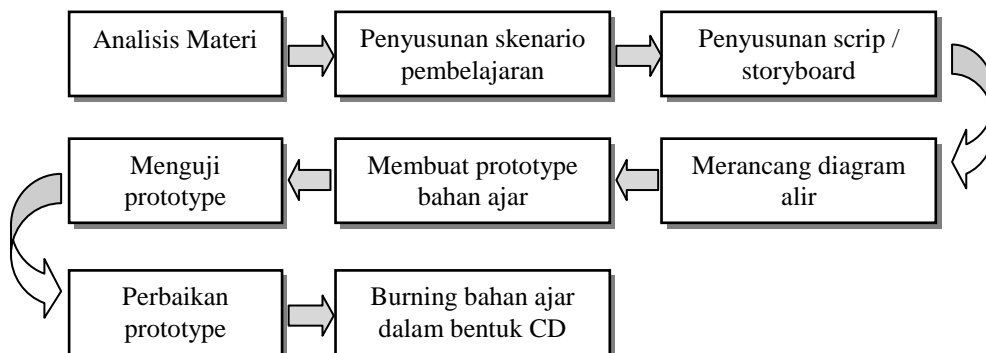 Analisis Materi
Penyusunan skenario
pembelajaran
Penyusunan scrip /
storyboard
Merancang diagram
alir
Membuat prototype
bahan ajar
Menguji
prototype
Perbaikan
prototype
Burning bahan ajar
dalam bentuk CD